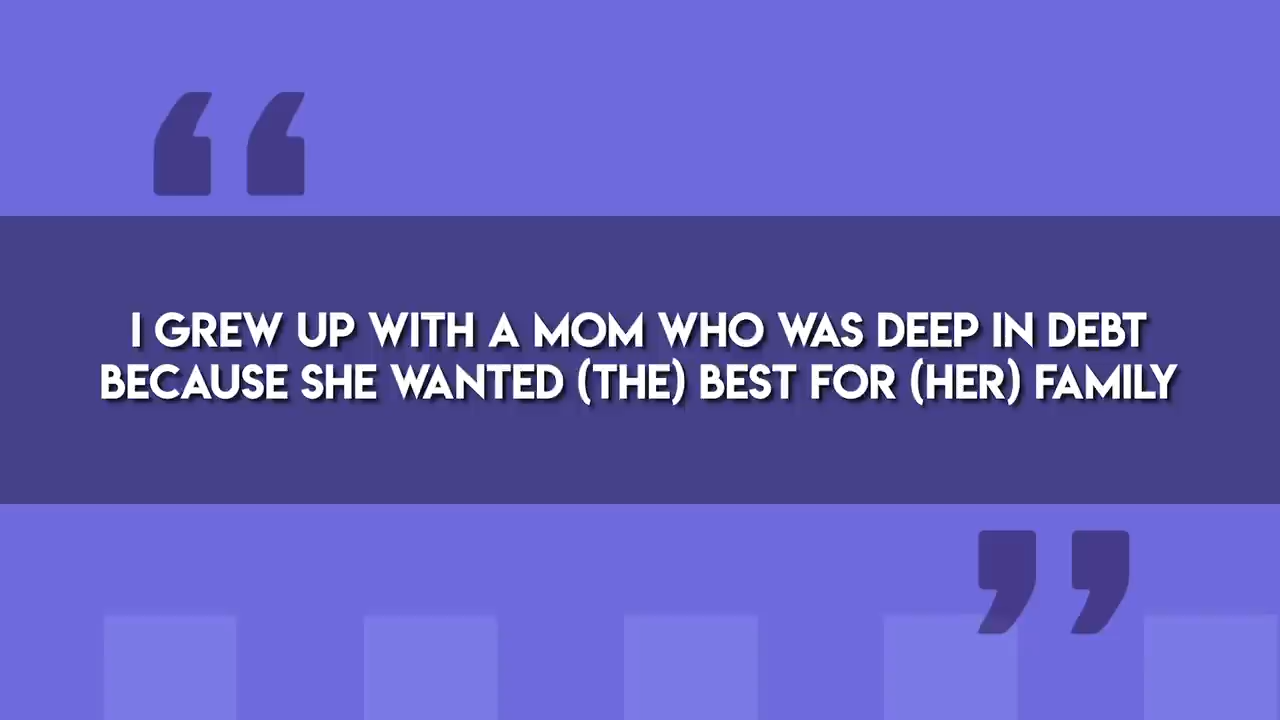 I GREW UP WITH A MOM WHO WAS DEEP IN DEBT
BECAUSE SHE WANTED (THE) BEST FOR (HER) FAMILY